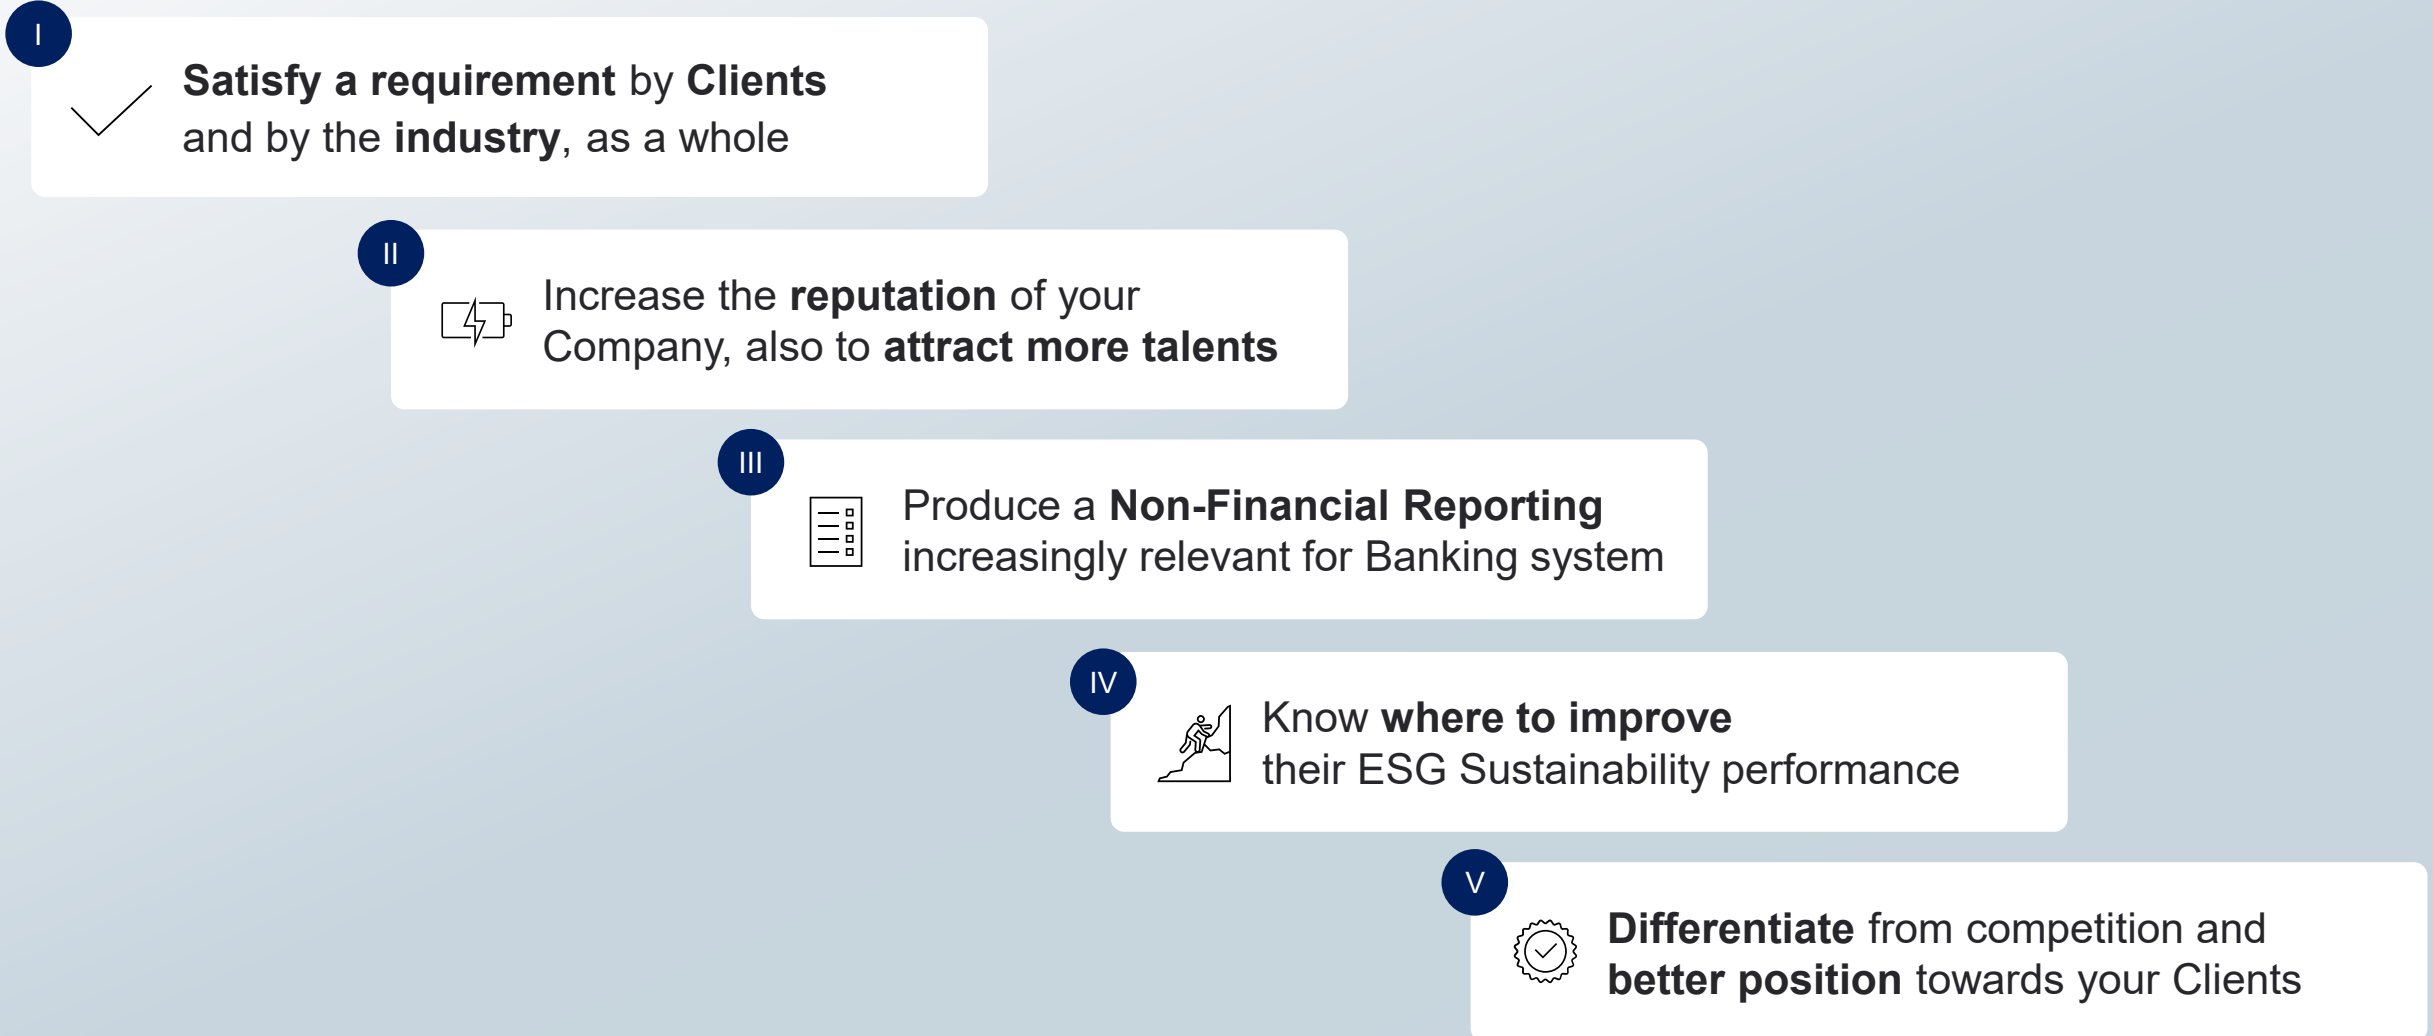 I
Satisfy a requirement by Clients
and by the industry, as a whole
II
Increase the reputation of your
Company, also to attract more talents
III
Produce a Non-Financial Reporting
increasingly relevant for Banking system
IV
Know where to improve
their ESG Sustainability performance
V
Differentiate from competition and
better position towards your Clients